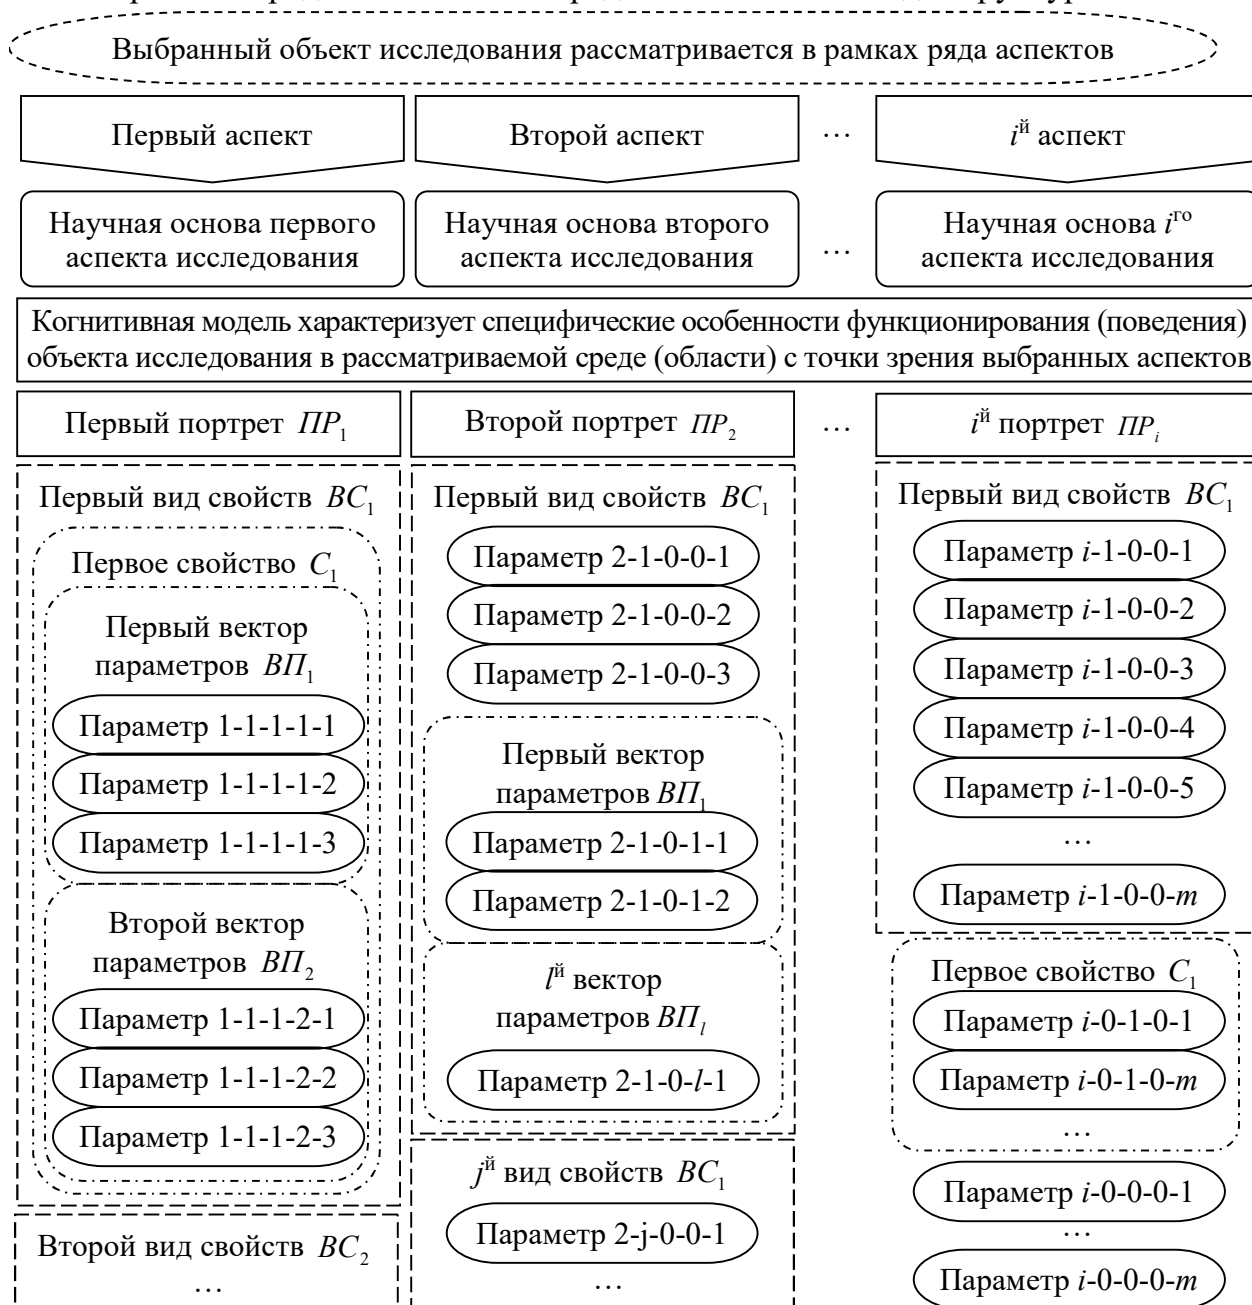 Выбранный объект исследования рассматривается в рамках ряда аспектов
Первый аспект
Второй аспект
…
iй аспект
Научная основа первого
аспекта исследования
Научная основа второго
аспекта исследования
…
Научная основа iго
аспекта исследования
Когнитивная модель характеризует специфические особенности функционирования (поведения)
объекта исследования в рассматриваемой среде (области) с точки зрения выбранных аспектов
Первый портрет ПР1
Второй портрет ПР2
…
iй портрет ПРi
Первый вид свойств ВС1
Первое свойство С1
Первый вектор
параметров ВП1
Параметр 1-1-1-1-1
Параметр 1-1-1-1-2
Параметр 1-1-1-1-3
Второй вектор
параметров ВП2
Параметр 1-1-1-2-1
Параметр 1-1-1-2-2
Параметр 1-1-1-2-3
Второй вид свойств ВС2
…
Первый вид свойств ВС1
Параметр 2-1-0-0-1
Параметр 2-1-0-0-2
Параметр 2-1-0-0-3
Первый вектор
параметров ВП1
Параметр 2-1-0-1-1
Параметр 2-1-0-1-2
lй вектор
параметров ВПl
Параметр 2-1-0-l-1
jй вид свойств ВС1
Параметр 2-j-0-0-1
…
Первый вид свойств ВС1
Параметр i-1-0-0-1
Параметр i-1-0-0-2
Параметр i-1-0-0-3
Параметр i-1-0-0-4
Параметр i-1-0-0-5
…
Параметр i-1-0-0-m
Первое свойство С1
Параметр i-0-1-0-1
Параметр i-0-1-0-m
…
Параметр i-0-0-0-1
…
Параметр i-0-0-0-m